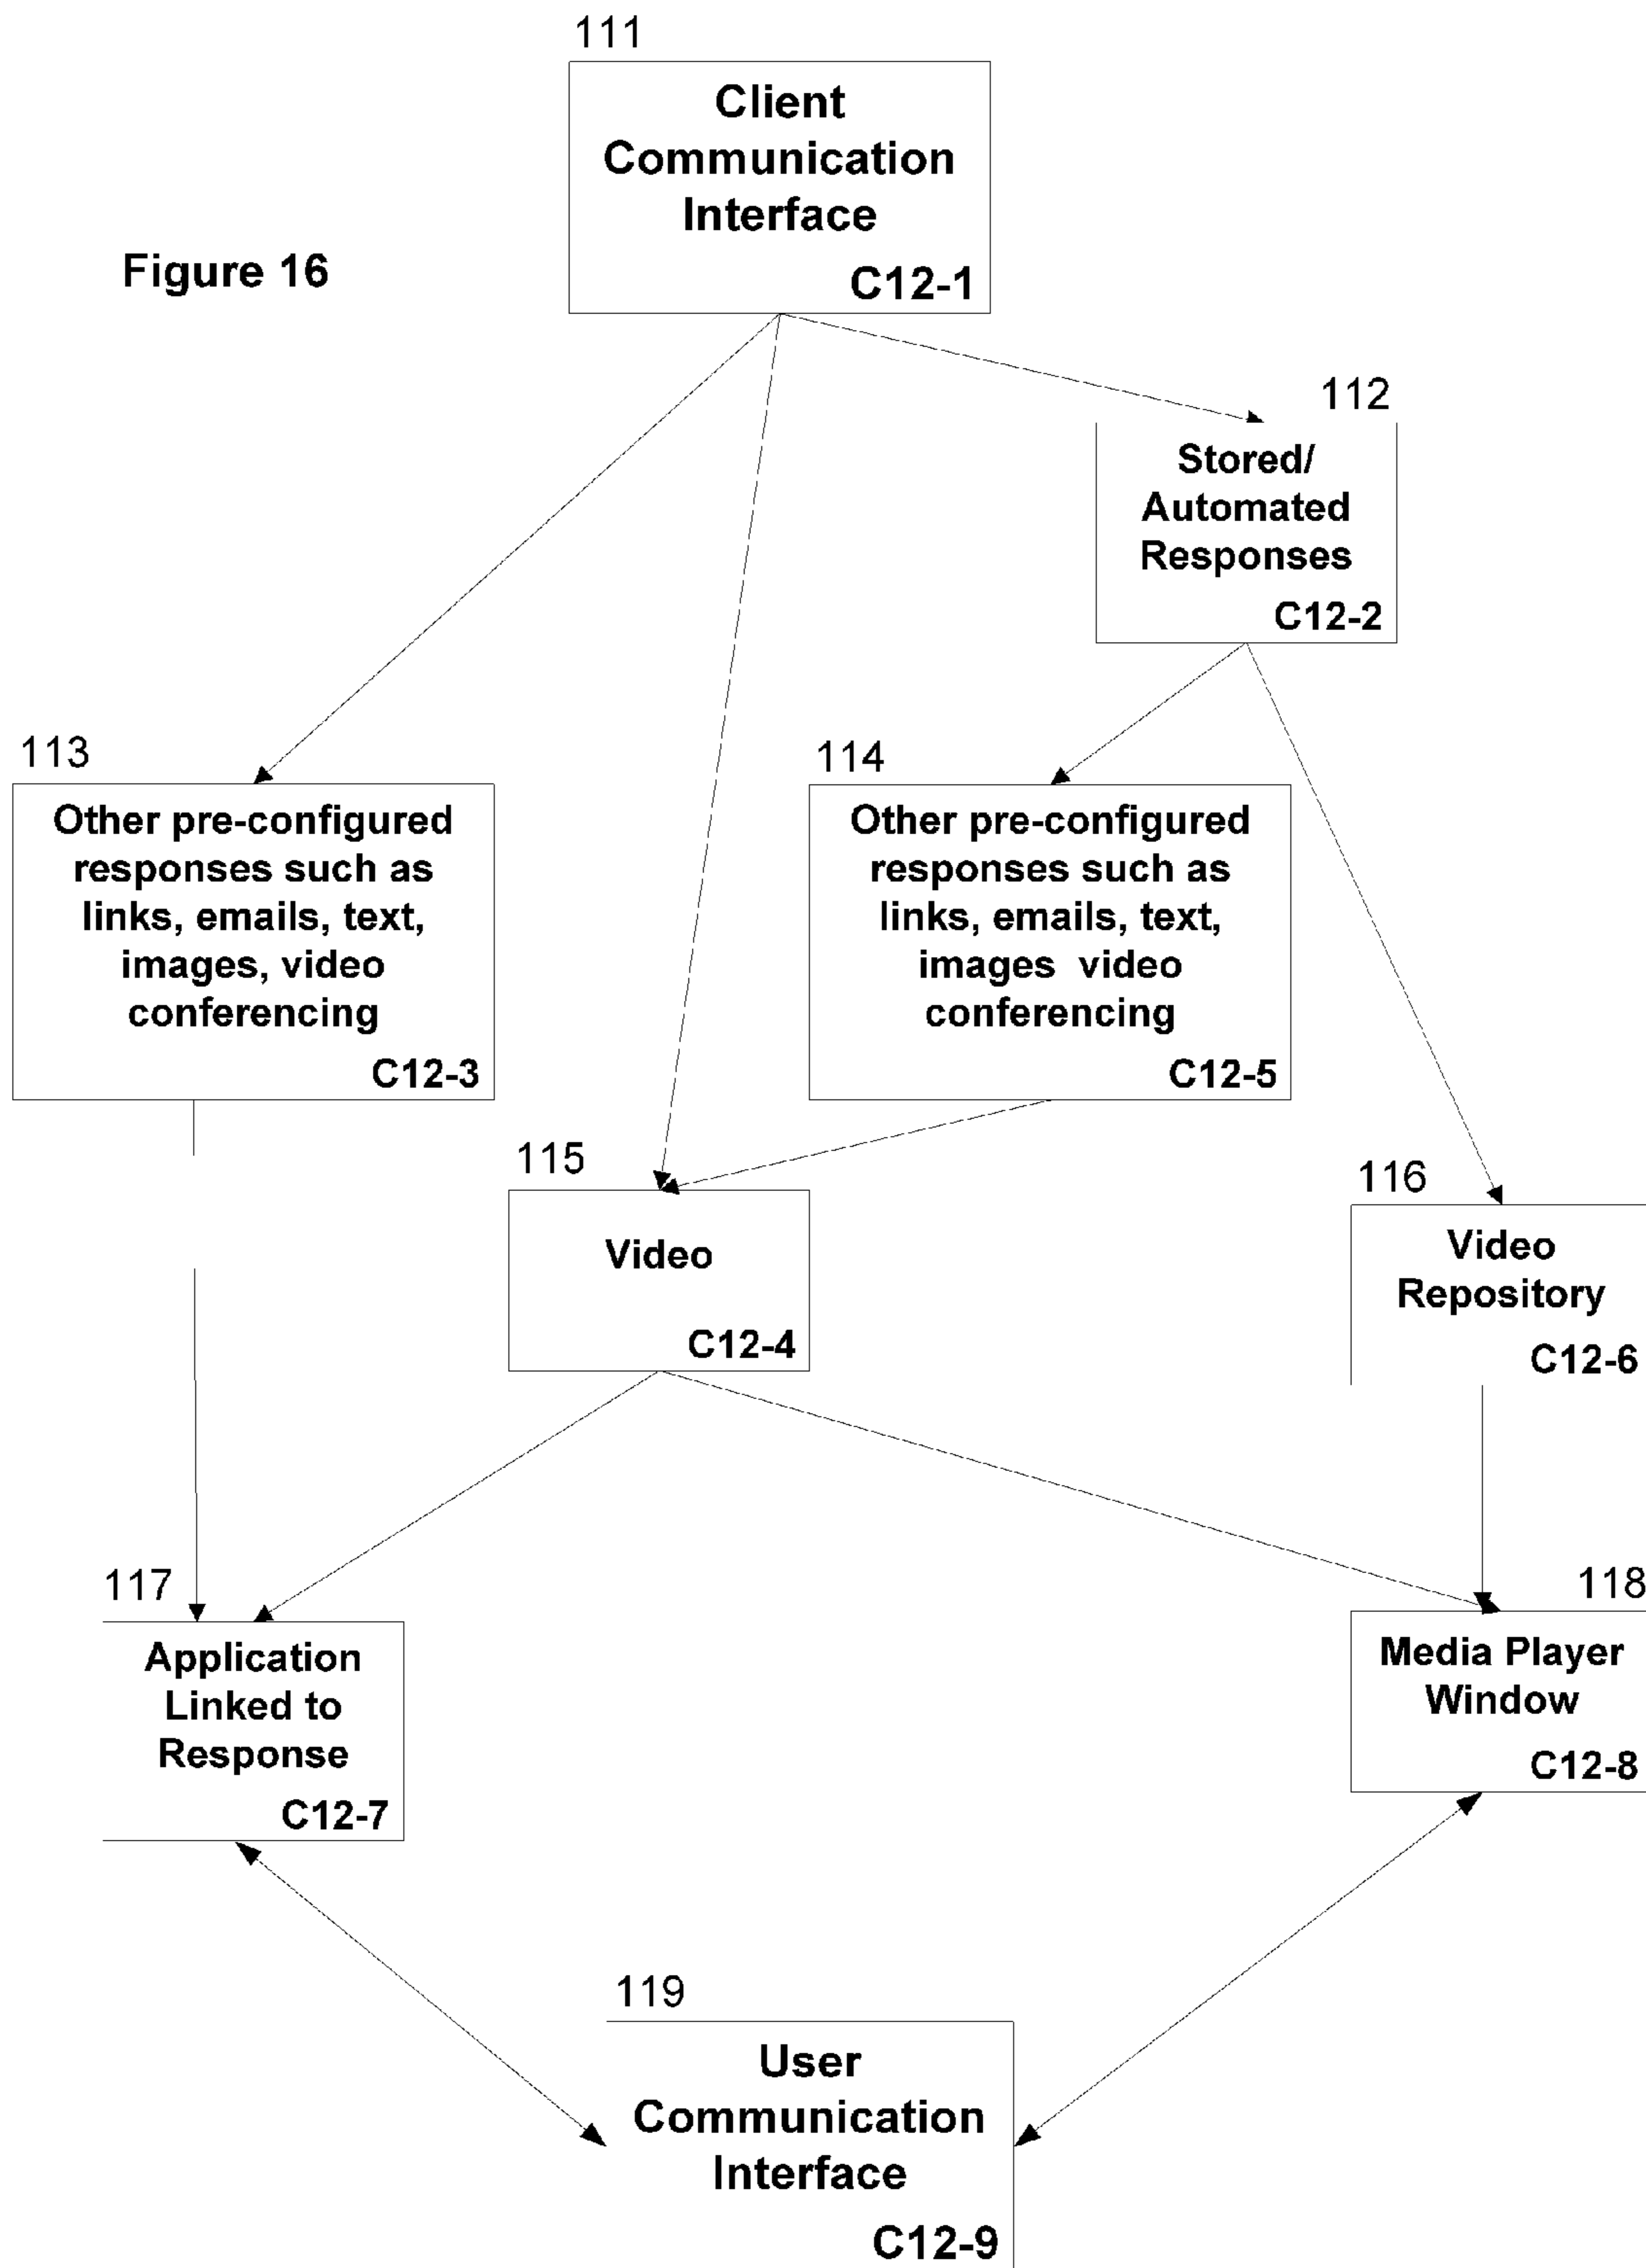 111
Client
Communication
Interface
C12-1
Figure 16
112
Stored/
Automated
Responses
C12-2
113
Other pre-configured
responses such as
links, emails, text,
images, video
conferencing
C12-3
114
Other pre-configured
responses such as
links, emails, text,
images video
conferencing
C12-5
115
Video
C12-4
116
Video
Repository
C12-6
117
Application
Linked to
Response
C12-7
118
Media Player
Window
C12-8
119
User
Communication
Interface
C12-9